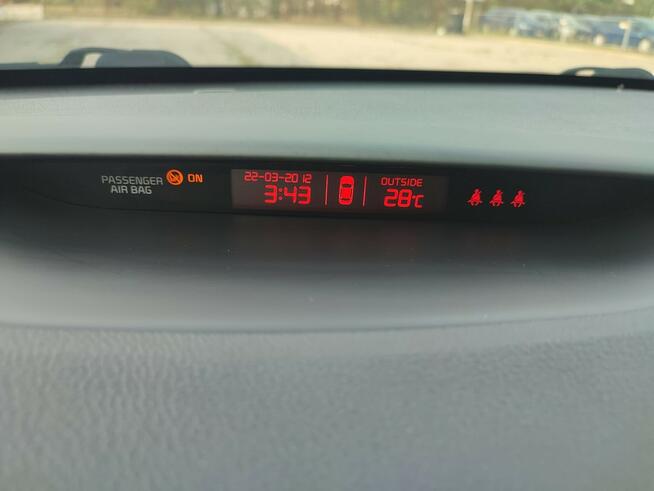 PASSENGER
AIR BAG
ON
22-03-2012
3:43
OUTSIDE
28°C